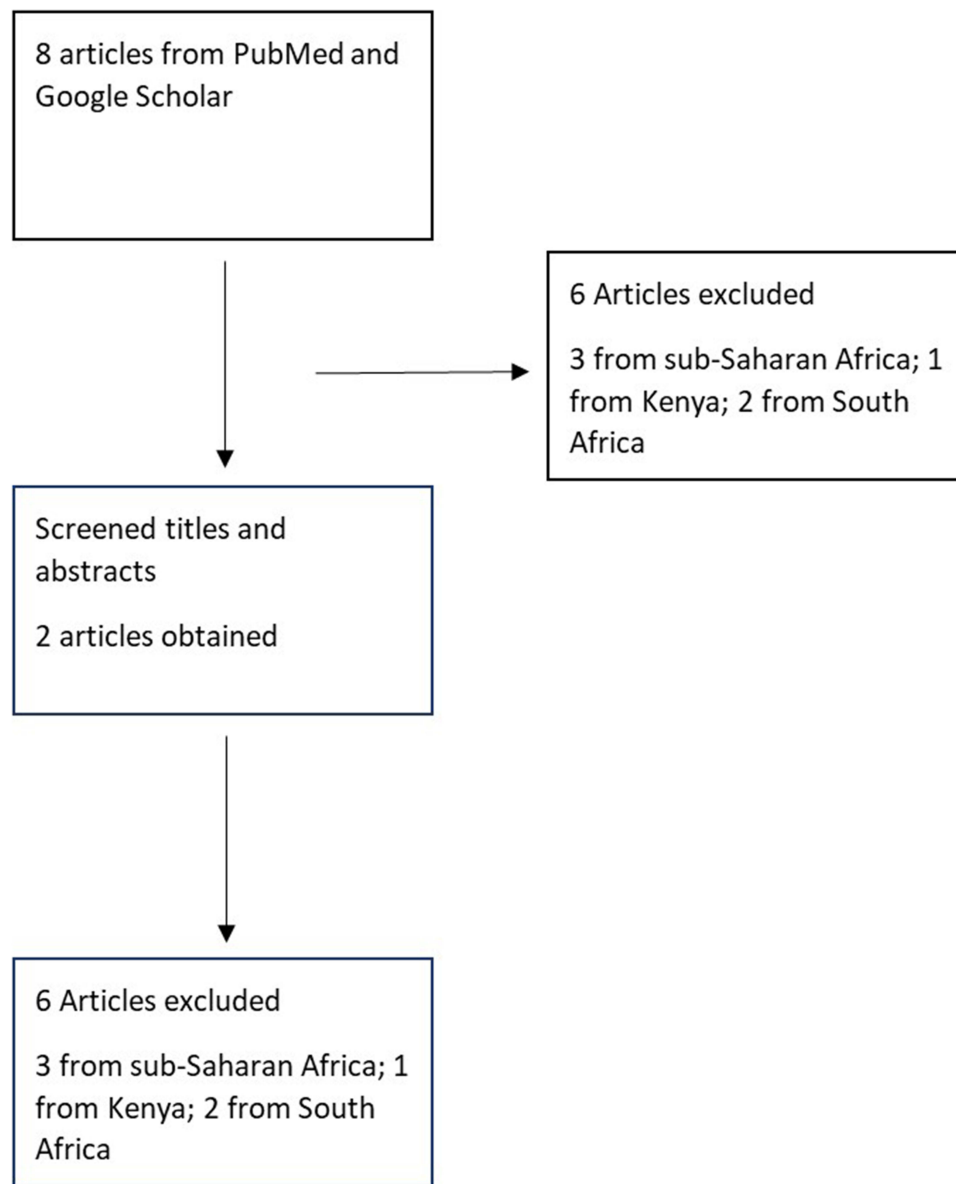 8 articles from PubMed and
Google Scholar
6 Articles excluded
3 from sub-Saharan Africa; 1
from Kenya; 2 from South
Africa
Screened titles and
abstracts
2 articles obtained
6 Articles excluded
3 from sub-Saharan Africa; 1
from Kenya; 2 from South
Africa